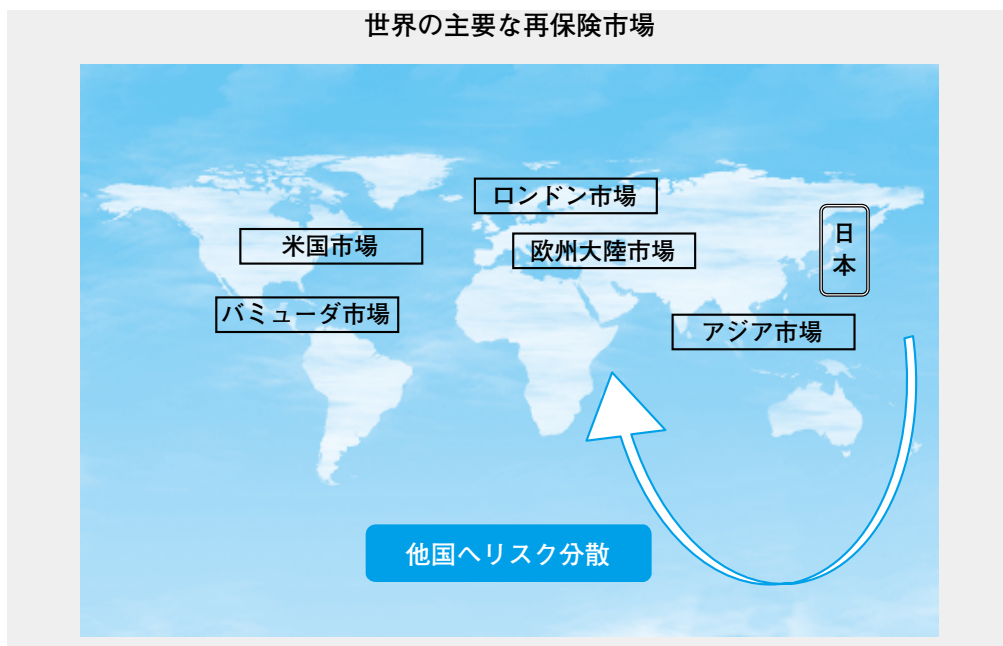 世界の主要な再保険市場
ロンドン市場
米国市場
欧州大陸市場
日
本
バミューダ市場
アジア市場
他国へリスク分散